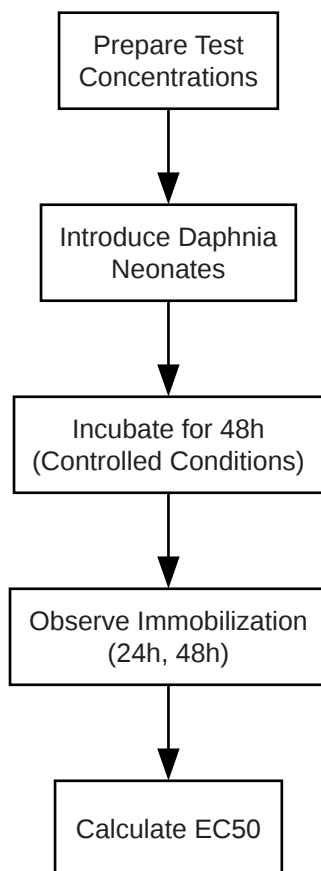 Prepare Test
Concentrations
Introduce Daphnia
Neonates
Incubate for 48h
(Controlled Conditions)
Observe Immobilization
(24h, 48h)
Calculate EC50